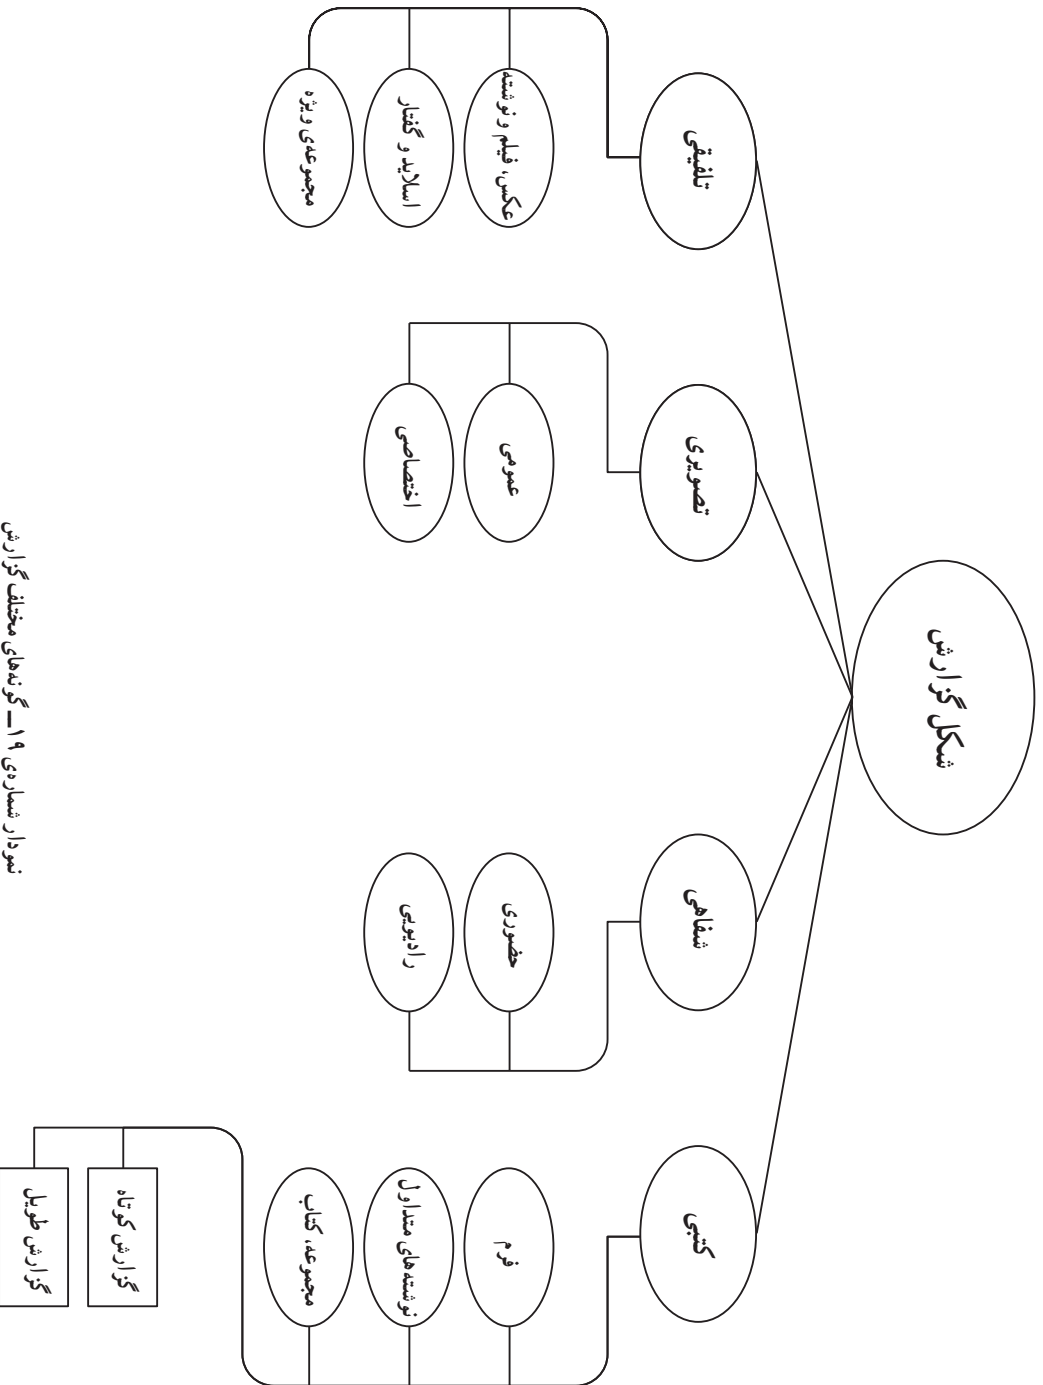 شکل گزارش
کتبی
شفاهی
تصویری
تلفیقی
فرم
نوشته‌های متداول
مجموعه، کتاب
حضوری
رادیویی
عمومی
اختصاصی
عکس، فیلم و نوشته
اسلاید و گفتار
مجموعه‌ی ویژه
گزارش کوتاه
گزارش طویل
نمودار شماره‌ی ۱۹ــ گونه‌های مختلف گزارش